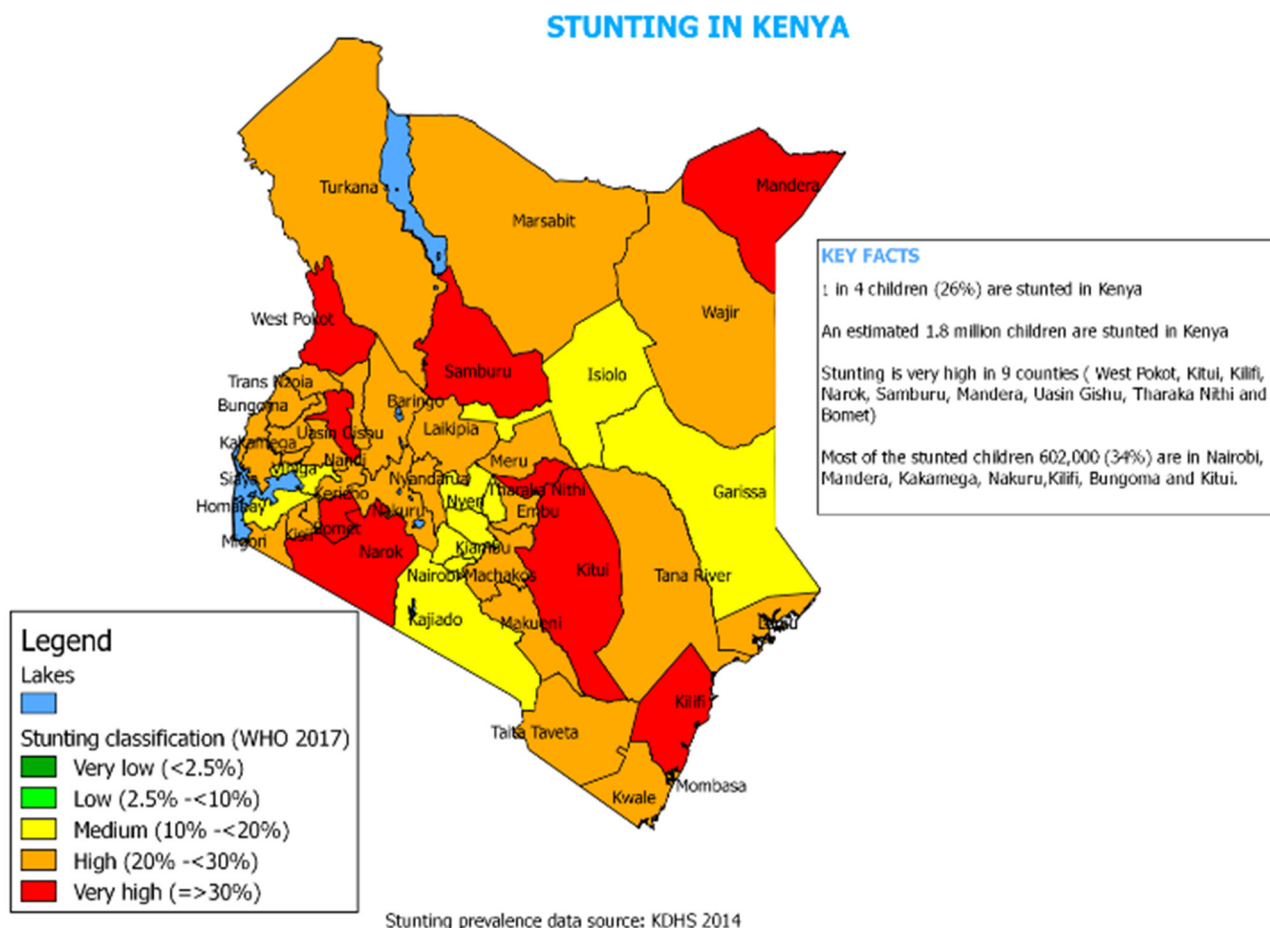 STUNTING IN KENYA
Mandera
Turkana
Marsabit
Wajir
West Pokot
Samburu
Isiolo
Trans Nzoia
Baringo
Bungoma
Laikipia
Uasin Gishu
Kakamega
Meru
Nandi
Vihiga
Siaya
Nyandarua
Garissa
Kericho
Nyeri
Tharaka Nithi
Homabay
Nakuru
Embu
Bomet
Kisii
Migori
Narok
Kiambu
Kitui
Tana River
Nairobi
Machakos
Kajiado
Makueni
Lamu
Kilifi
Taita Taveta
Mombasa
Kwale
KEY FACTS
1 in 4 children (26%) are stunted in Kenya
An estimated 1.8 million children are stunted in Kenya
Stunting is very high in 9 counties ( West Pokot, Kitui, Kilifi,
Narok, Samburu, Mandera, Uasin Gishu, Tharaka Nithi and
Bomet)
Most of the stunted children 602,000 (34%) are in Nairobi,
Mandera, Kakamega, Nakuru,Kilifi, Bungoma and Kitui.
Legend
Lakes
Stunting classification (WHO 2017)
Very low (<2.5%)
Low (2.5% -<10%)
Medium (10% -<20%)
High (20% -<30%)
Very high (=>30%)
Stunting prevalence data source: KDHS 2014